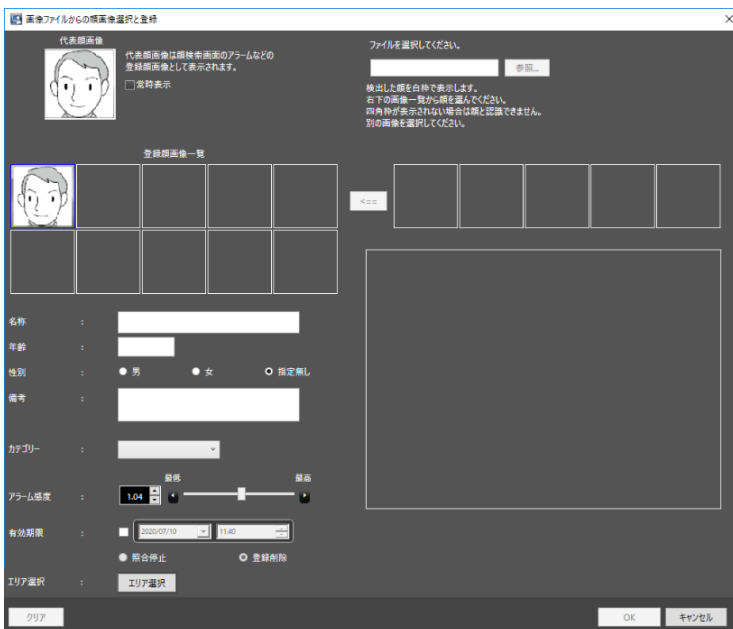 画像ファイルからの顔画像選択と登録
代表顔画像
代表顔画像は顔検索画面のアラームなどの
登録顔画像として表示されます。
常時表示
ファイルを選択してください。
参照...
検出した顔を白枠で表示します。
右下の画像一覧から顔を選んでください。
四角枠が表示されない場合は顔と認識できません。
別の画像を選択してください。
登録顔画像一覧
<==
名称 :
年齢 :
性別 : 男 女 指定無し
備考 :
カテゴリー :
最低 最高
アラーム感度 : 1.04
有効期限 : 2020/07/10 11:40
照合停止 登録削除
エリア選択 : エリア選択
クリア OK キャンセル